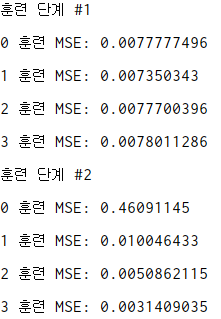 훈련 단계 #1
0 훈련 MSE: 0.0077777496
1 훈련 MSE: 0.007350343
2 훈련 MSE: 0.0077700396
3 훈련 MSE: 0.0078011286
훈련 단계 #2
0 훈련 MSE: 0.46091145
1 훈련 MSE: 0.010046433
2 훈련 MSE: 0.0050862115
3 훈련 MSE: 0.0031409035